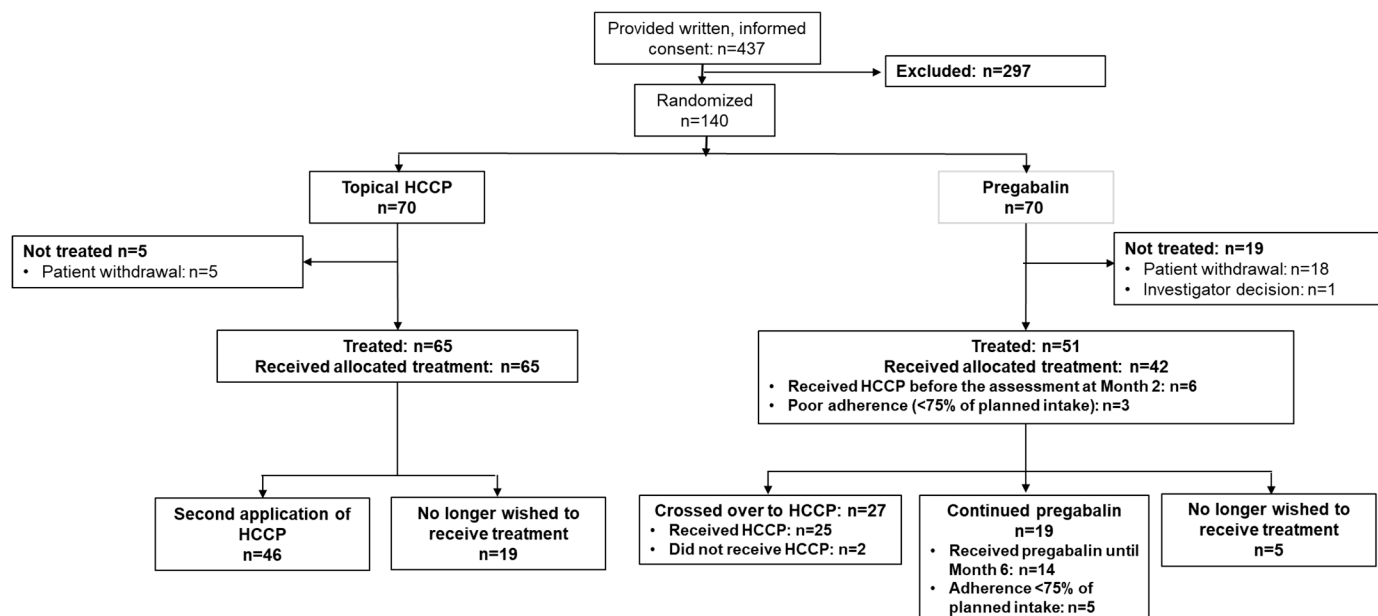 Provided written, informed
consent: n=437
Excluded: n=297
Randomized
n=140
Topical HCCP
n=70
Pregabalin
n=70
Not treated n=5
• Patient withdrawal: n=5
Not treated: n=19
• Patient withdrawal: n=18
• Investigator decision: n=1
Treated: n=65
Received allocated treatment: n=65
Treated: n=51
Received allocated treatment: n=42
• Received HCCP before the assessment at Month 2: n=6
• Poor adherence (<75% of planned intake): n=3
Second application of
HCCP
n=46
No longer wished to
receive treatment
n=19
Crossed over to HCCP: n=27
• Received HCCP: n=25
• Did not receive HCCP: n=2
Continued pregabalin
n=19
• Received pregabalin until
Month 6: n=14
• Adherence <75% of
planned intake: n=5
No longer wished to
receive treatment
n=5